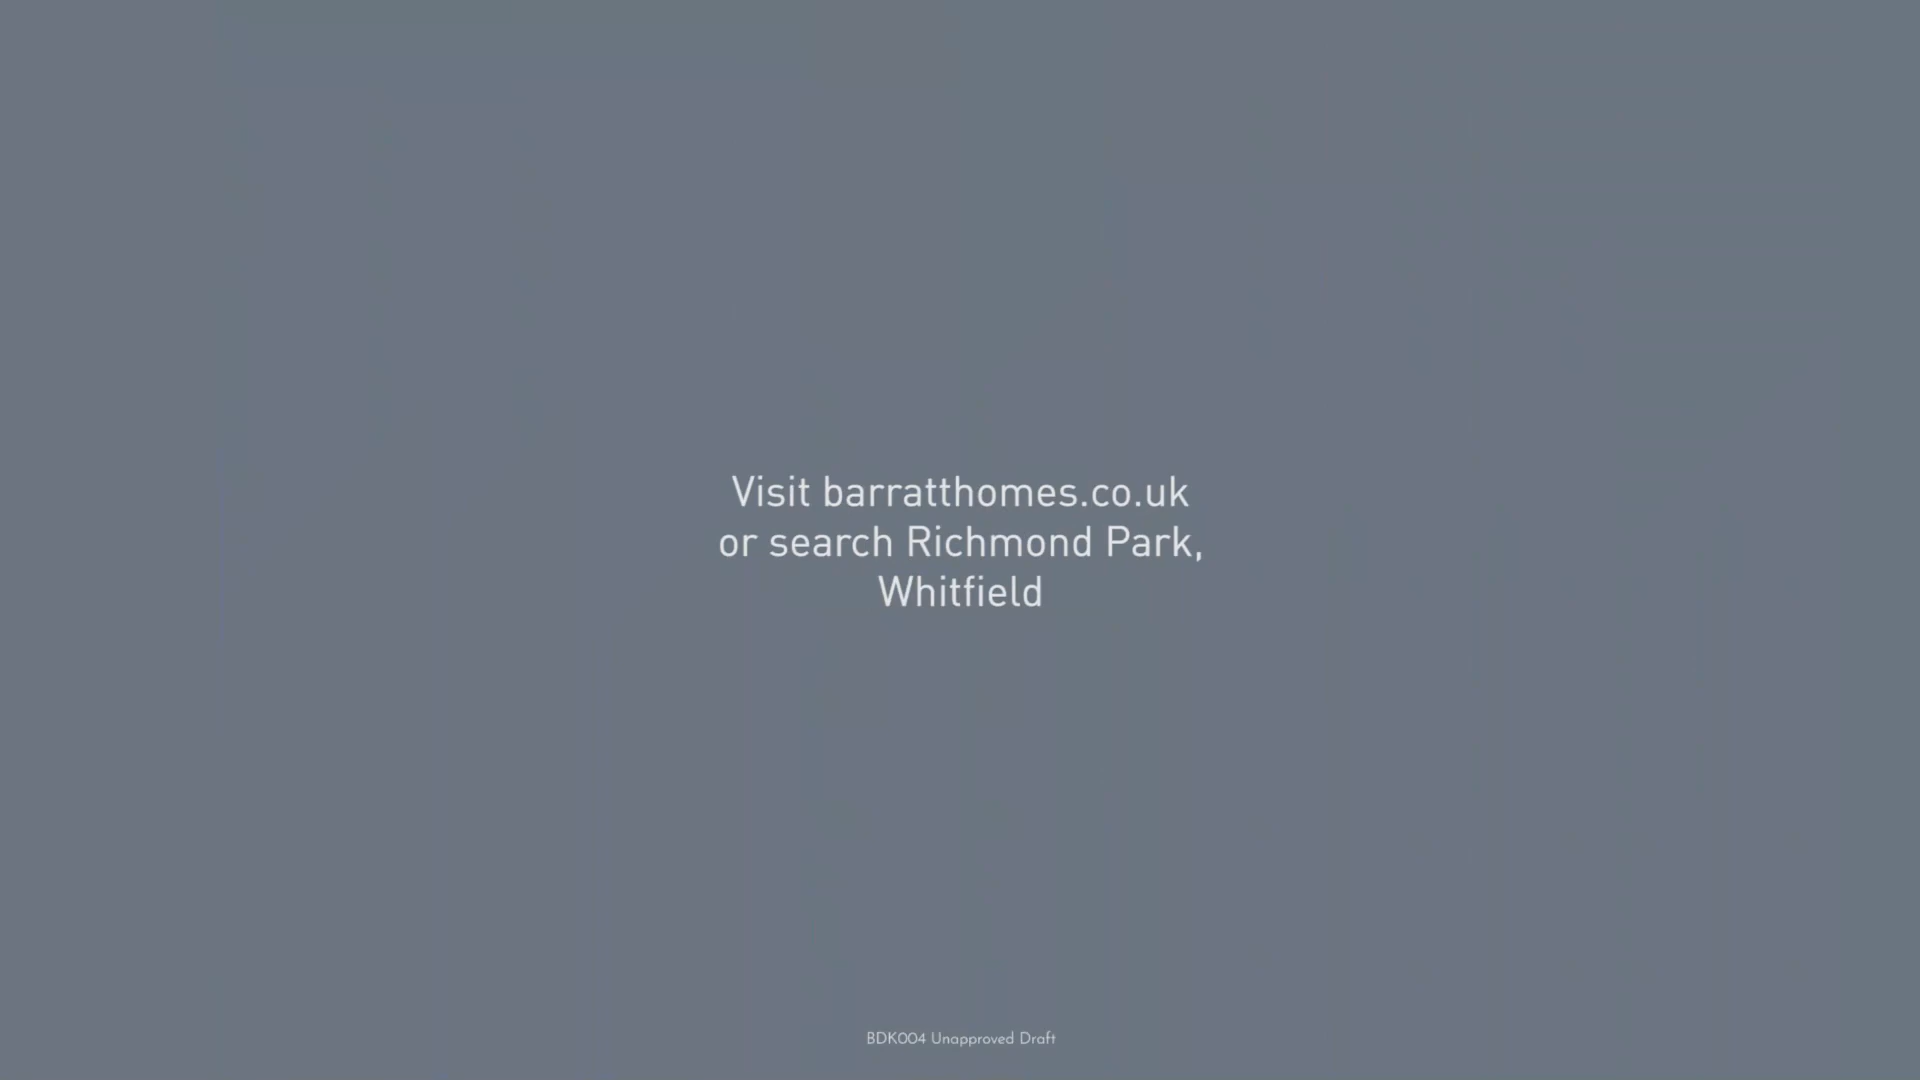 Visit barratthomes.co.uk
or search Richmond Park,
Whitfield
BDK004 Unapproved Draft